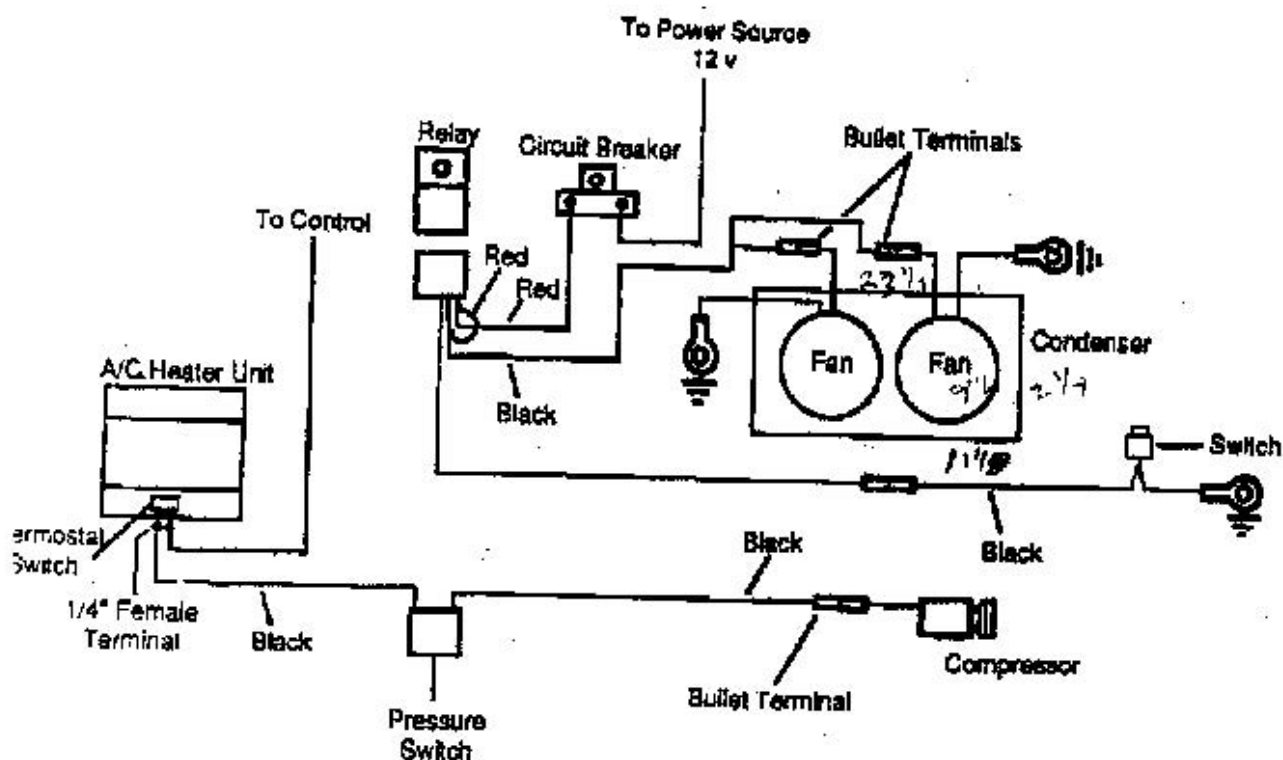 To Power Source
12 v
Relay
Circuit Breaker
Bullet Terminals
To Control
Red
Red
A/C Heater Unit
Fan
Fan
Condenser
Black
Switch
ermostat
Switch
Black
Black
1/4" Female
Terminal
Black
Compressor
Bullet Terminal
Pressure
Switch